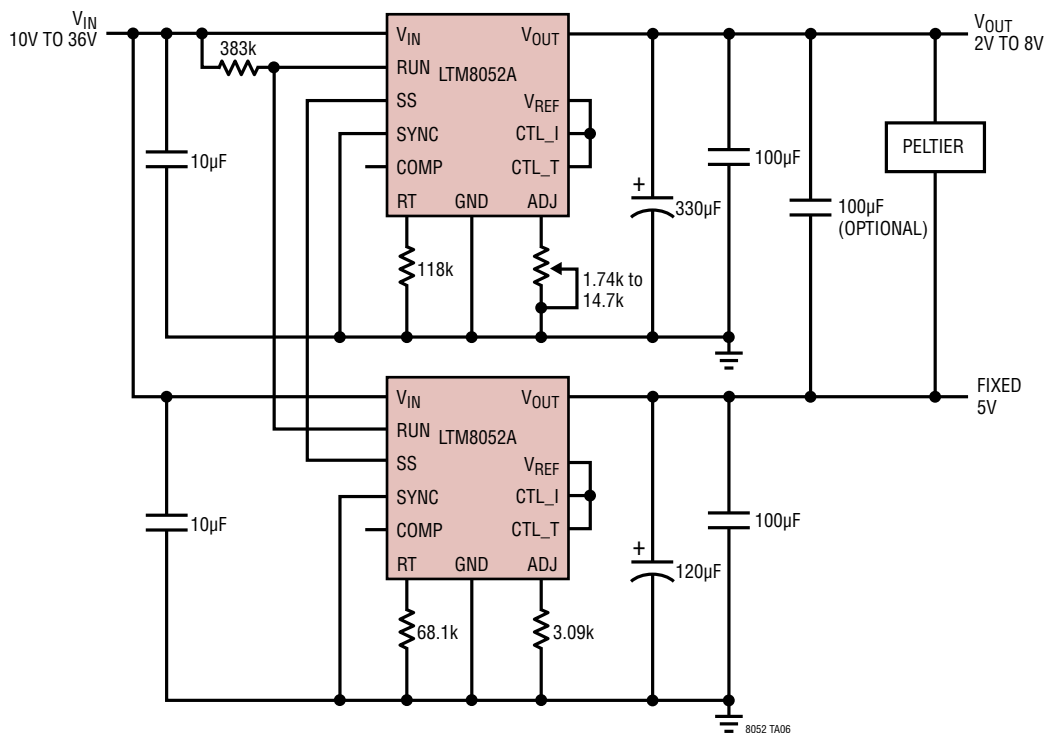 VIN
10V TO 36V
383k
VIN
VOUT
RUN
LTM8052A
SS
VREF
SYNC
CTL_I
COMP
CTL_T
RT
GND
ADJ
10µF
118k
1.74k to
14.7k
+
330µF
100µF
100µF
(OPTIONAL)
PELTIER
VOUT
2V TO 8V
VIN
VOUT
RUN
LTM8052A
SS
VREF
SYNC
CTL_I
COMP
CTL_T
RT
GND
ADJ
10µF
68.1k
3.09k
+
120µF
100µF
FIXED
5V
8052 TA06